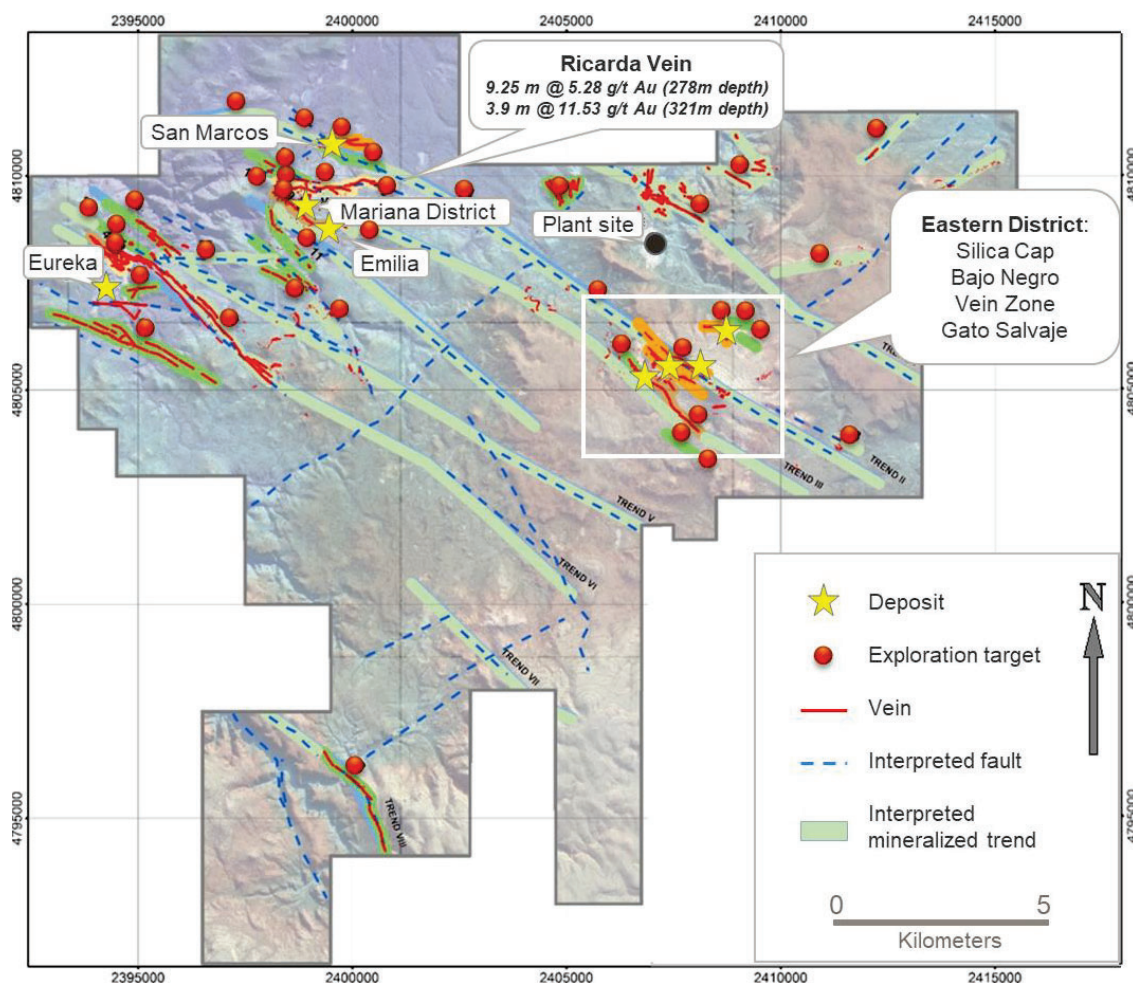 2395000
2400000
2405000
2410000
2415000
Ricarda Vein
9.25 m @ 5.28 g/t Au (278m depth)
3.9 m @ 11.53 g/t Au (321m depth)
San Marcos
4810000
4810000
Mariana District
Plant site
Eastern District:
Silica Cap
Bajo Negro
Vein Zone
Gato Salvaje
Eureka
Emilia
11
4805000
4805000
TREND II
TREND III
TREND V
TREND VI
TREND VII
TREND VIII
4800000
4800000
4795000
4795000
Deposit
N
Exploration target
Vein
Interpreted fault
Interpreted
mineralized trend
0 5
Kilometers
2395000
2400000
2405000
2410000
2415000